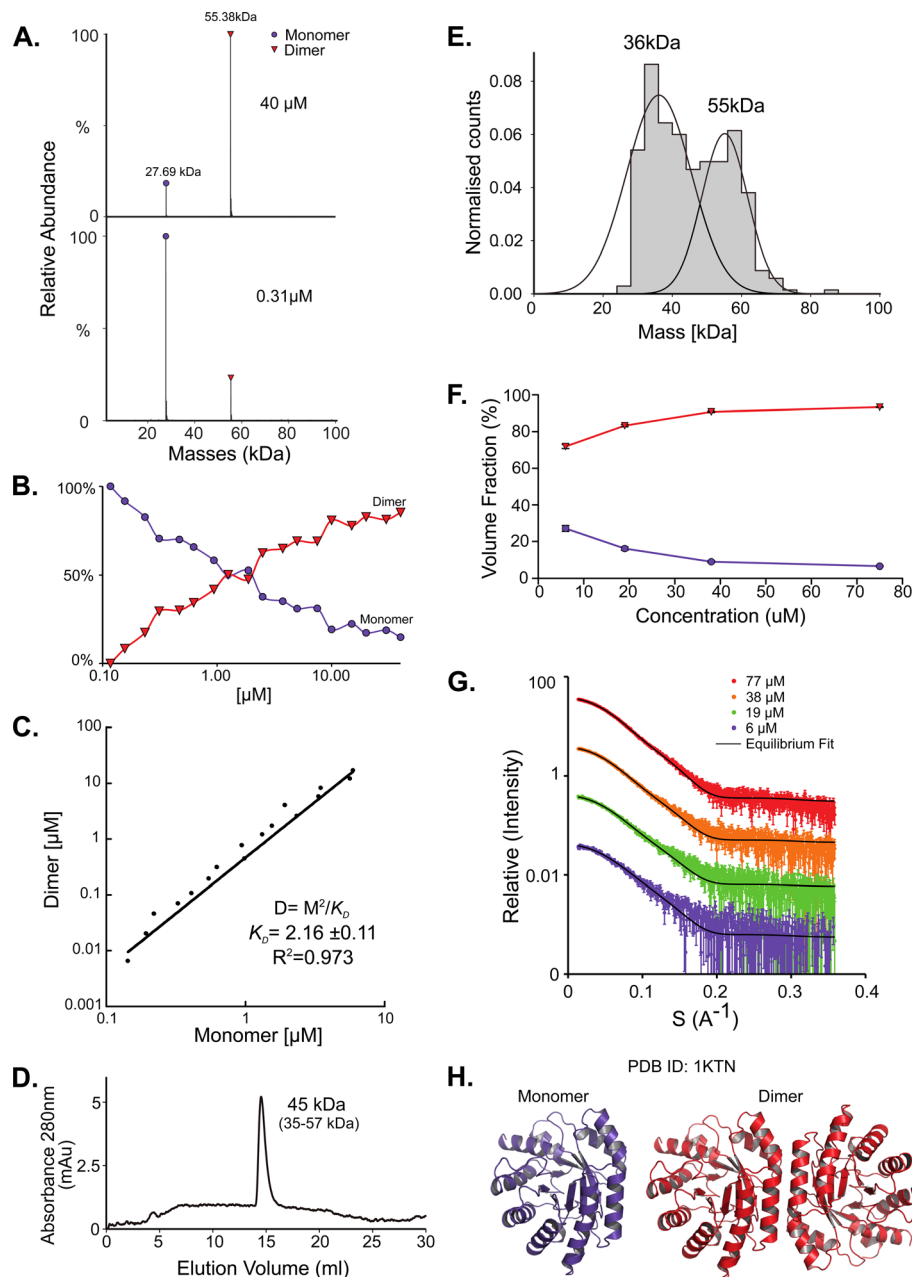 A.
55.38kDa
Monomer
Dimer
100
40 µM
%
27.69 kDa
0
100
0.31µM
%
0
20 40 60 80 100
Masses (kDa)
Relative Abundance
B.
100%
Dimer
50%
Monomer
0%
0.10 1.00 10.00
[µM]
C.
100
10
1
0.1
0.01
0.001
Dimer [µM]
D= M²/K_D
K_D= 2.16 ±0.11
R²=0.973
0.1 1 10
Monomer [µM]
D.
Absorbance 280nm
(mAu)
5
2.5
0
45 kDa
(35-57 kDa)
0 5 10 15 20 25 30
Elution Volume (ml)
E.
36kDa
55kDa
Normalised counts
0.08
0.06
0.04
0.02
0.00
0 20 40 60 80 100
Mass [kDa]
F.
Volume Fraction (%)
100
80
60
40
20
0
0 10 20 30 40 50 60 70 80
Concentration (uM)
G.
100
77 µM
38 µM
19 µM
6 µM
Equilibrium Fit
1
0.01
0
Relative (Intensity)
0 0.1 0.2 0.3 0.4
S (A⁻¹)
H.
PDB ID: 1KTN
Monomer Dimer